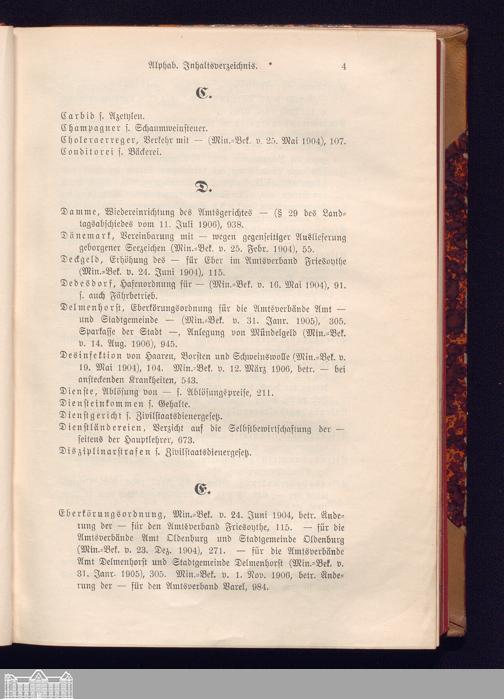 Alphab. Inhaltsverzeichnis. 4
C.
Carbid s. Azetylen.
Champagner s. Schaumweinsteuer.
Choleraerreger, Verkehr mit — (Min.=Bek. v. 25. Mai 1904), 107.
Conditorei s. Bäckerei.
D.
Damme, Wiedereinrichtung des Amtsgerichtes — (§ 29 des Land=
tagsabschiedes vom 11. Juli 1906), 938.
Dänemark, Vereinbarung mit — wegen gegenseitiger Auslieferung
geborgener Seezeichen (Min.=Bek. v. 25. Febr. 1904), 55.
Deckgeld, Erhöhung des — für Eber im Amtsverband Friesoythe
(Min.=Bek. v. 24. Juni 1904), 115.
Dedesdorf, Hafenordnung für — (Min.=Bek. v. 16. Mai 1904), 91.
s. auch Fährbetrieb.
Delmenhorst, Eberkörungsordnung für die Amtsverbände Amt —
und Stadtgemeinde — (Min.=Bek. v. 31. Janr. 1905), 305.
Sparkasse der Stadt —, Anlegung von Mündelgeld (Min.=Bek.
v. 14. Aug. 1906), 945.
Desinfektion von Haaren, Borsten und Schweinswolle (Min.=Bek. v.
19. Mai 1904), 104. Min.=Bek. v. 12. März 1906, betr. — bei
ansteckenden Krankheiten, 543.
Dienste, Ablösung von — s. Ablösungspreise, 211.
Diensteinkommen s. Gehalte.
Dienstgericht s. Zivilstaatsdienergesetz.
Dienstländereien, Verzicht auf die Selbstbewirtschaftung der —
seitens der Hauptlehrer, 673.
Disziplinarstrafen s. Zivilstaatsdienergesetz.
E.
Eberkörungsordnung, Min.=Bek. v. 24. Juni 1904, betr. Ände=
rung der — für den Amtsverband Friesoythe, 115. — für die
Amtsverbände Amt Oldenburg und Stadtgemeinde Oldenburg
(Min.=Bek. v. 23. Dez. 1904), 271. — für die Amtsverbände
Amt Delmenhorst und Stadtgemeinde Delmenhorst (Min.=Bek. v.
31. Janr. 1905), 305. Min.=Bek. v. 1. Nov. 1906, betr. Ände=
rung der — für den Amtsverband Varel, 984.